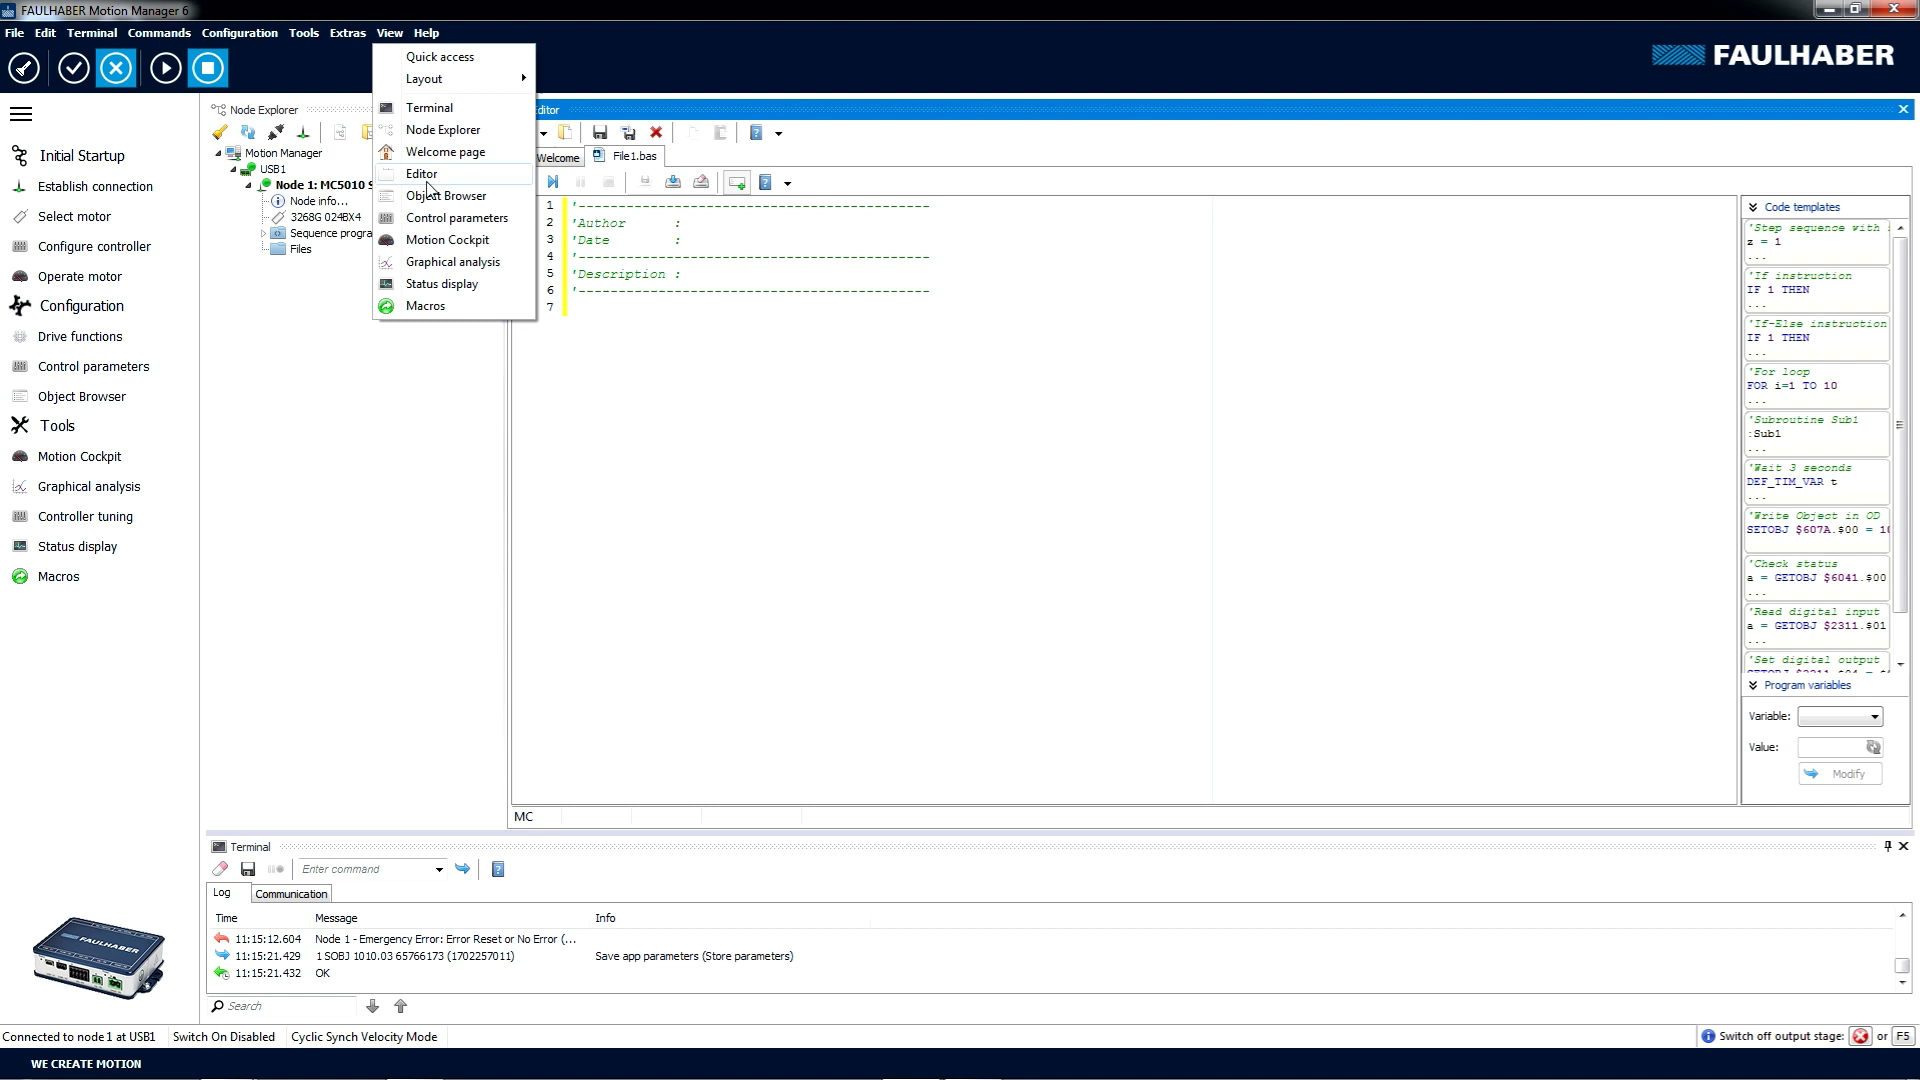 FAULHABER Motion Manager 6
File Edit Terminal Commands Configuration Tools Extras View Help
FAULHABER
Quick access
Layout
Terminal
Node Explorer
Welcome page
Editor
Object Browser
Control parameters
Motion Cockpit
Graphical analysis
Status display
Macros
Initial Startup
Establish connection
Select motor
Configure controller
Operate motor
Configuration
Drive functions
Control parameters
Object Browser
Tools
Motion Cockpit
Graphical analysis
Controller tuning
Status display
Macros
FAULHABER
Node Explorer
Motion Manager
USB1
Node 1: MC5010 S
Node info...
3268G 024BX4
Sequence progra
Files
ditor
Welcome File1.bas
1 '--------------------------------------------
2 'Author :
3 'Date :
4 '--------------------------------------------
5 'Description :
6 '--------------------------------------------
7
MC
Code templates
'Step sequence with
z = 1
...
'If instruction
IF 1 THEN
...
'If-Else instruction
IF 1 THEN
...
'For loop
FOR i=1 TO 10
...
'Subroutine Sub1
:Sub1
...
'Wait 3 seconds
DEF_TIM_VAR t
...
'Write Object in OD
SETOBJ $607A.$00 = 10
'Check status
a = GETOBJ $6041.$00
...
'Read digital input
a = GETOBJ $2311.$01
...
'Set digital output
Program variables
Variable:
Value:
Modify
Terminal
Enter command
Log Communication
Time Message Info
11:15:12.604 Node 1 - Emergency Error: Error Reset or No Error (...
11:15:21.429 1 SOBJ 1010.03 65766173 (1702257011) Save app parameters (Store parameters)
11:15:21.432 OK
Search
Connected to node 1 at USB1 Switch On Disabled Cyclic Synch Velocity Mode
Switch off output stage: or F5
WE CREATE MOTION